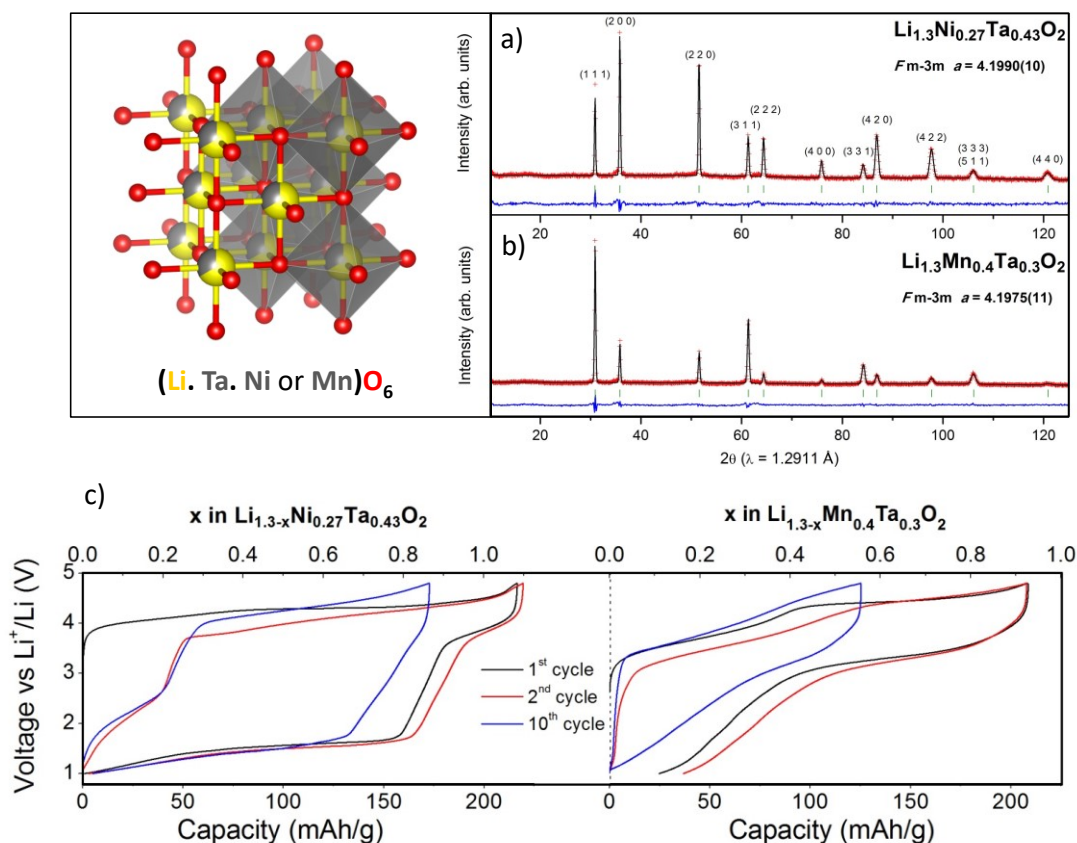 (Li. Ta. Ni or Mn)O6
a)
Intensity (arb. units)
(1 1 1)
(2 0 0)
(2 2 0)
(3 1 1)
(2 2 2)
(4 0 0)
(3 3 1)
(4 2 0)
(4 2 2)
(3 3 3)
(5 1 1)
(4 4 0)
Li1.3Ni0.27Ta0.43O2
F m-3m a = 4.1990(10)
20 40 60 80 100 120
b)
Intensity (arb. units)
Li1.3Mn0.4Ta0.3O2
F m-3m a = 4.1975(11)
20 40 60 80 100 120
2θ (λ = 1.2911 Å)
c)
x in Li1.3-xNi0.27Ta0.43O2
0.0 0.2 0.4 0.6 0.8 1.0
Voltage vs Li+/Li (V)
5
4
3
2
1
0 50 100 150 200
Capacity (mAh/g)
1st cycle
2nd cycle
10th cycle
x in Li1.3-xMn0.4Ta0.3O2
0.0 0.2 0.4 0.6 0.8 1.0
0 50 100 150 200
Capacity (mAh/g)